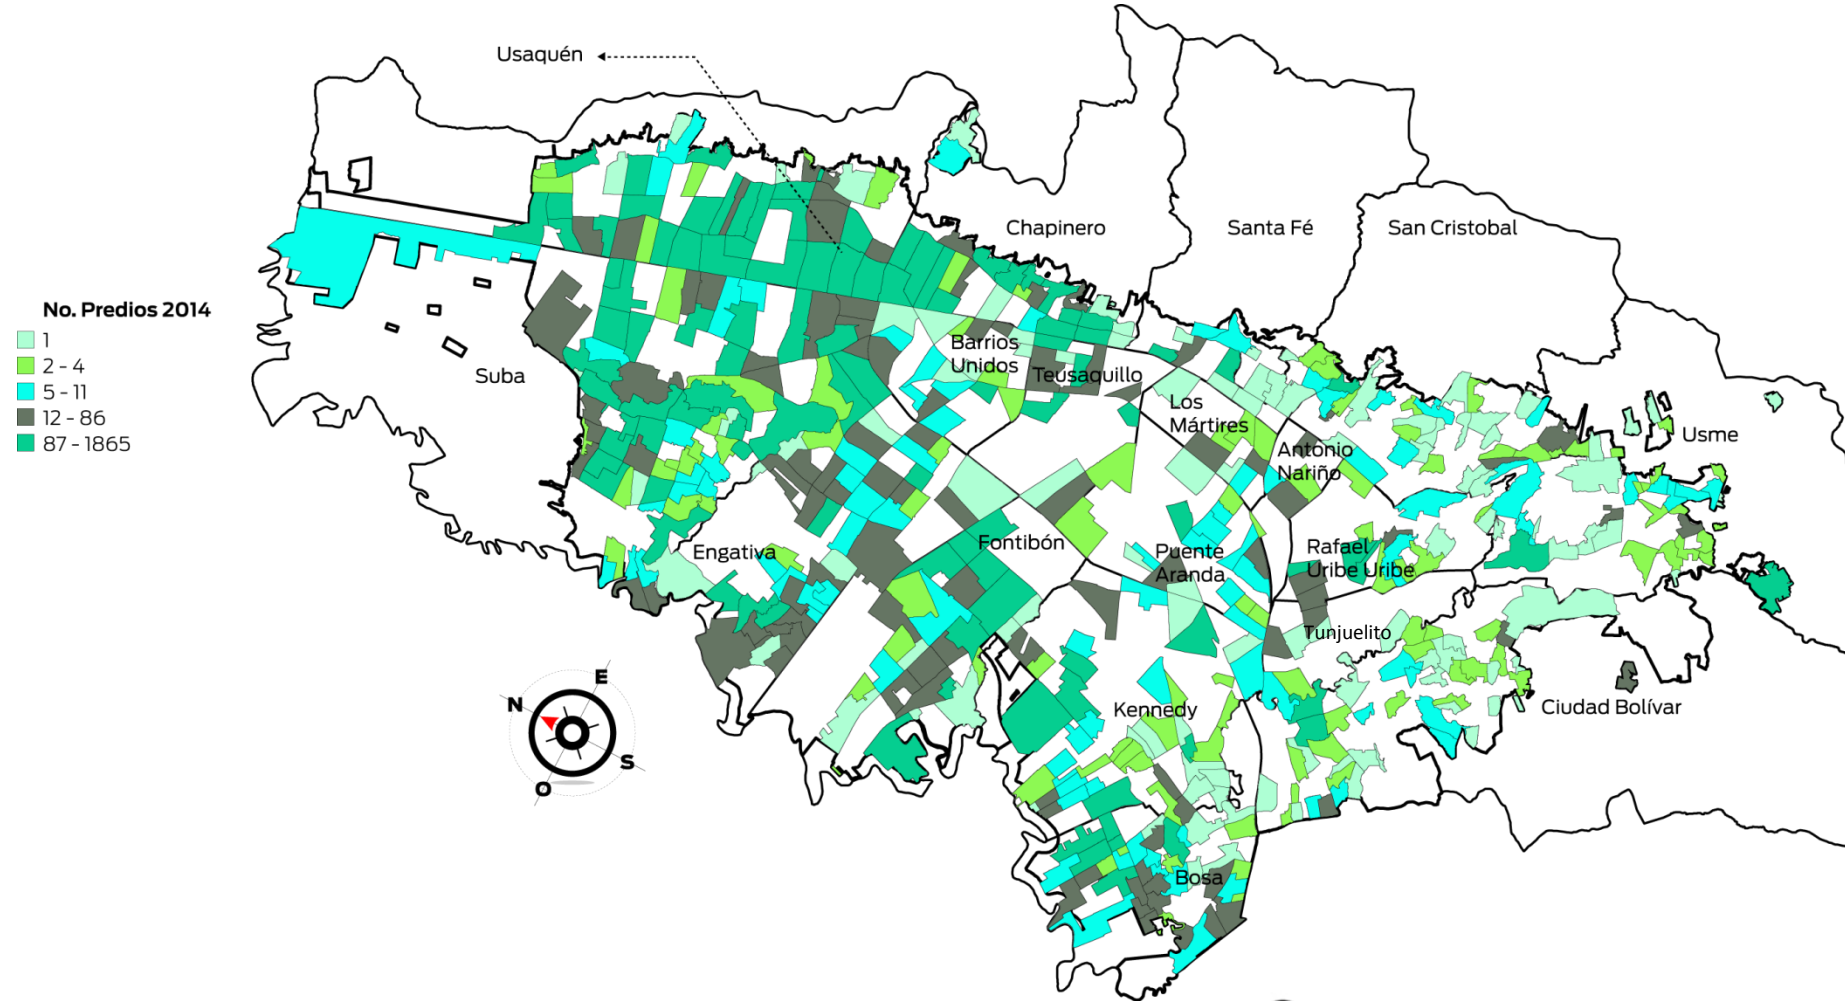 Usaquén
Chapinero
Santa Fé
San Cristobal
No. Predios 2014
1
2 - 4
5 - 11
12 - 86
87 - 1865
Suba
Barrios
Unidos
Teusaquillo
Los
Mártires
Antonio
Nariño
Usme
Engativa
Fontibón
Puente
Aranda
Rafael
Uribe Uribe
Tunjuelito
Kennedy
Ciudad Bolívar
Bosa
E
N
S
O